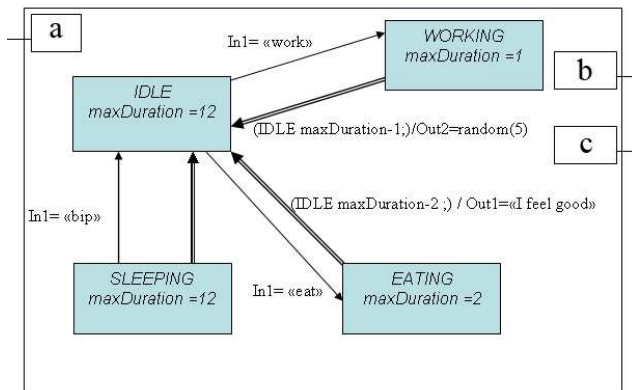 a
In1= «work»
WORKING
maxDuration =1
b
IDLE
maxDuration =12
(IDLE maxDuration-1;)/Out2=random(5)
c
(IDLE maxDuration-2 ;) / Out1=«I feel good»
In1= «bip»
SLEEPING
maxDuration =12
In1= «eat»
EATING
maxDuration =2